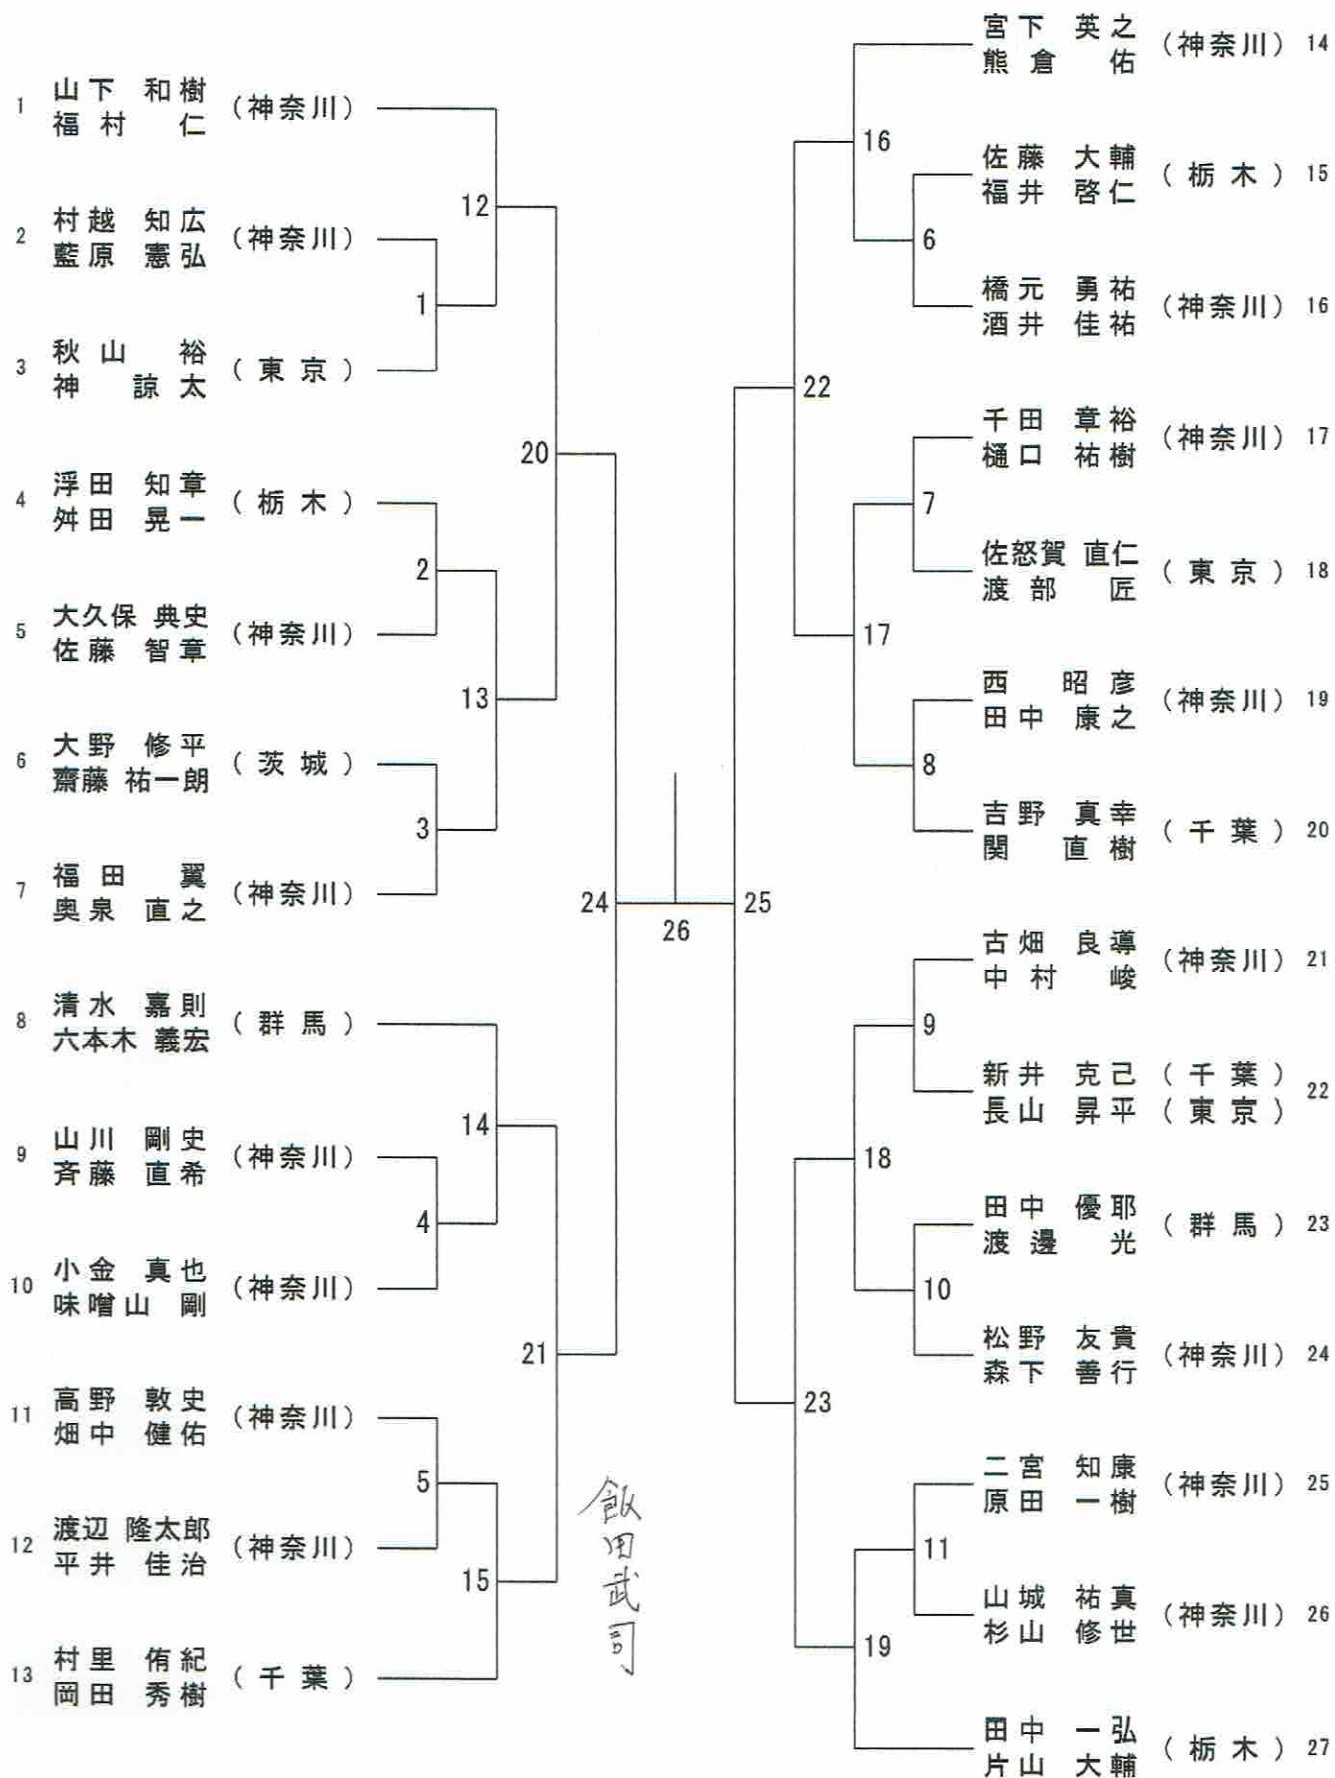 1 山下 和樹 (神奈川)
福村 仁
12
2 村越 知広 (神奈川)
藍原 憲弘
1
3 秋山 裕 (東京)
神 諒太
20
4 浮田 知章 (栃木)
舛田 晃一
2
5 大久保 典史 (神奈川)
佐藤 智章
13
6 大野 修平 (茨城)
齋藤 祐一朗
3
7 福田 翼 (神奈川)
奥泉 直之
24
8 清水 嘉則 (群馬)
六本木 義宏
14
9 山川 剛史 (神奈川)
斉藤 直希
4
10 小金 真也 (神奈川)
味噌山 剛
21
11 高野 敦史 (神奈川)
畑中 健佑
5
12 渡辺 隆太郎 (神奈川)
平井 佳治
15
13 村里 侑紀 (千葉)
岡田 秀樹
26
飯田武司
宮下 英之 (神奈川) 14
熊倉 佑
16
佐藤 大輔 (栃木) 15
福井 啓仁
6
橋元 勇祐 (神奈川) 16
酒井 佳祐
22
千田 章裕 (神奈川) 17
樋口 祐樹
7
佐怒賀 直仁 (東京) 18
渡部 匠
17
西 昭彦 (神奈川) 19
田中 康之
8
吉野 真幸 (千葉) 20
関 直樹
25
古畑 良導 (神奈川) 21
中村 峻
9
新井 克己 (千葉) 22
長山 昇平 (東京)
18
田中 優耶 (群馬) 23
渡邊 光
10
松野 友貴 (神奈川) 24
森下 善行
23
二宮 知康 (神奈川) 25
原田 一樹
11
山城 祐真 (神奈川) 26
杉山 修世
19
田中 一弘 (栃木) 27
片山 大輔